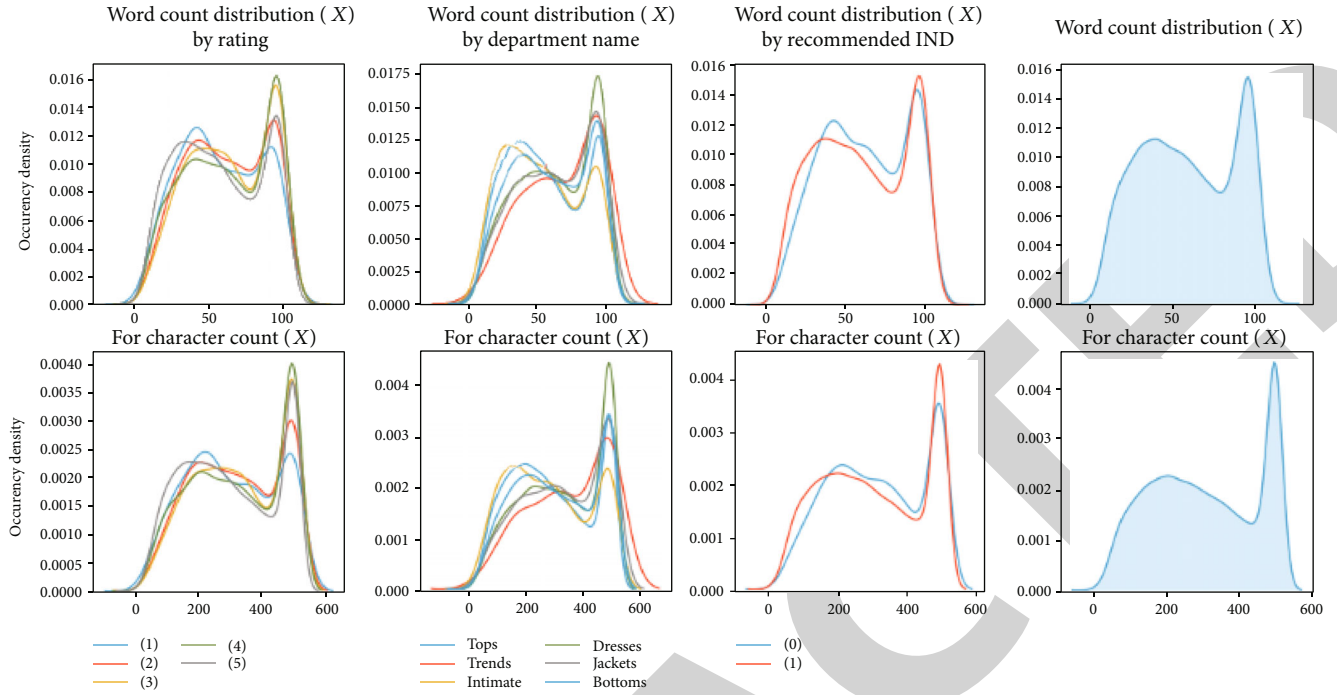 Word count distribution ( X )
by rating
Word count distribution ( X )
by department name
Word count distribution ( X )
by recommended IND
Word count distribution ( X )
Occurency density
0.016
0.014
0.012
0.010
0.008
0.006
0.004
0.002
0.000
0 50 100
0.0175
0.0150
0.0125
0.0100
0.0075
0.0050
0.0025
0.0000
0 50 100
0.016
0.014
0.012
0.010
0.008
0.006
0.004
0.002
0.000
0 50 100
0.016
0.014
0.012
0.010
0.008
0.006
0.004
0.002
0.000
0 50 100
For character count ( X )
For character count ( X )
For character count ( X )
For character count ( X )
Occurency density
0.0040
0.0035
0.0030
0.0025
0.0020
0.0015
0.0010
0.0005
0.0000
0 200 400 600
0.004
0.003
0.002
0.001
0.000
0 200 400 600
0.004
0.003
0.002
0.001
0.000
0 200 400 600
0.004
0.003
0.002
0.001
0.000
0 200 400 600
(1) (4)
(2) (5)
(3)
Tops Dresses
Trends Jackets
Intimate Bottoms
(0)
(1)